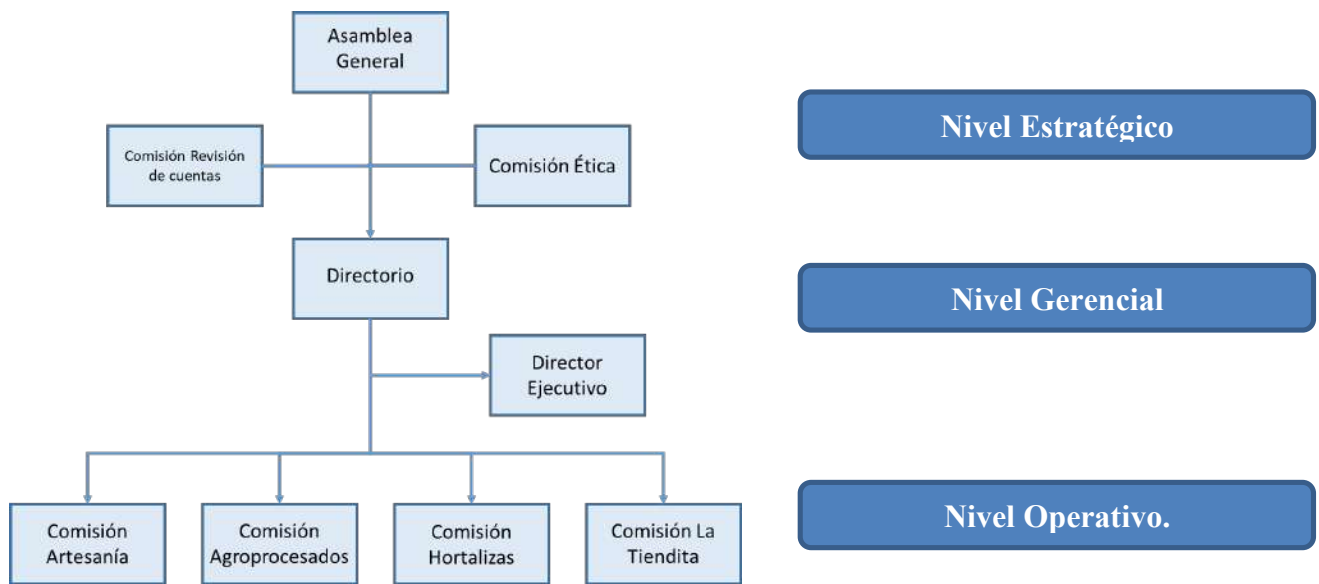 Asamblea
General
Nivel Estratégico
Comisión Revisión
de cuentas
Comisión Ética
Directorio
Nivel Gerencial
Director
Ejecutivo
Comisión
Artesanía
Comisión
Agroprocesados
Comisión
Hortalizas
Comisión La
Tiendita
Nivel Operativo.